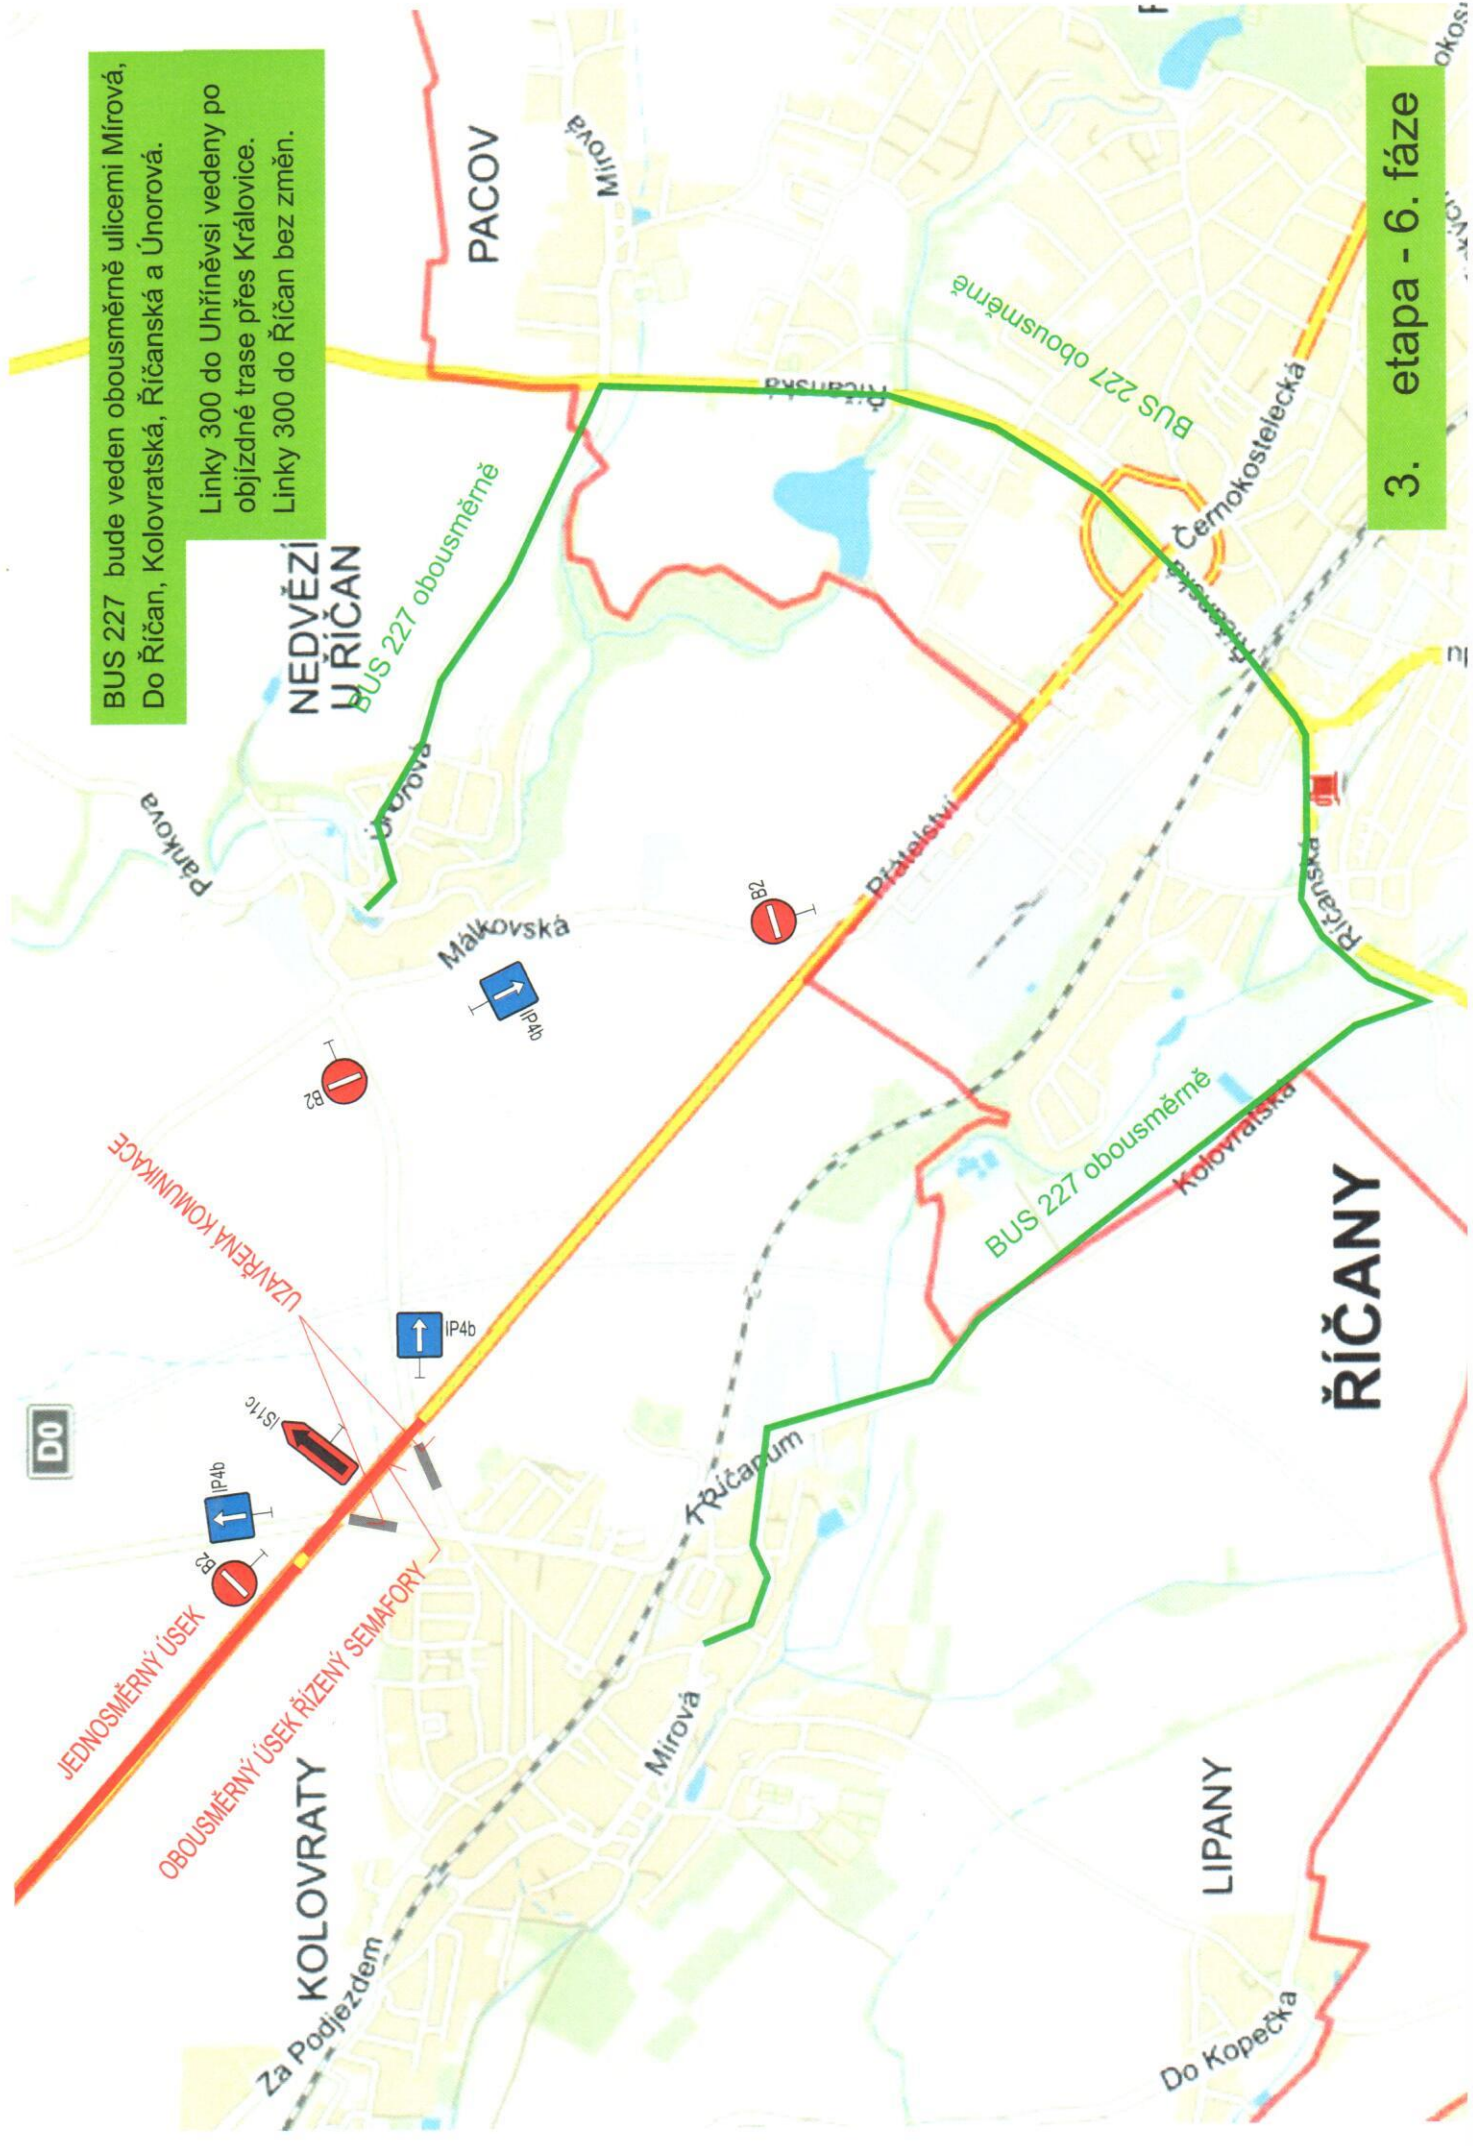 BUS 227 bude veden obousměrně ulicemi Mírová,
Do Říčan, Kolovratská, Říčanská a Únorová.
Linky 300 do Uhříněvsi vedeny po
objízdné trase přes Královice.
Linky 300 do Říčan bez změn.
D0
JEDNOSMĚRNÝ ÚSEK
B2
IP4b
IS11c
UZAVŘENÁ KOMUNIKACE
OBOUSMĚRNÝ ÚSEK ŘÍZENÝ SEMAFORY
IP4b
B2
IP4b
B2
Pánkova
NEDVĚZÍ
U ŘÍČAN
BUS 227 obousměrně
Únorová
Málkovská
PACOV
Mírová
Říčanská
BUS 227 obousměrně
Přátelství
Černokostelecká
Říčanská
Říčanská
Říčanská
KOLOVRATY
Za Podjezdem
Mírová
K Říčanům
BUS 227 obousměrně
Kolovratská
LIPANY
Do Kopečka
ŘÍČANY
3. etapa - 6. fáze